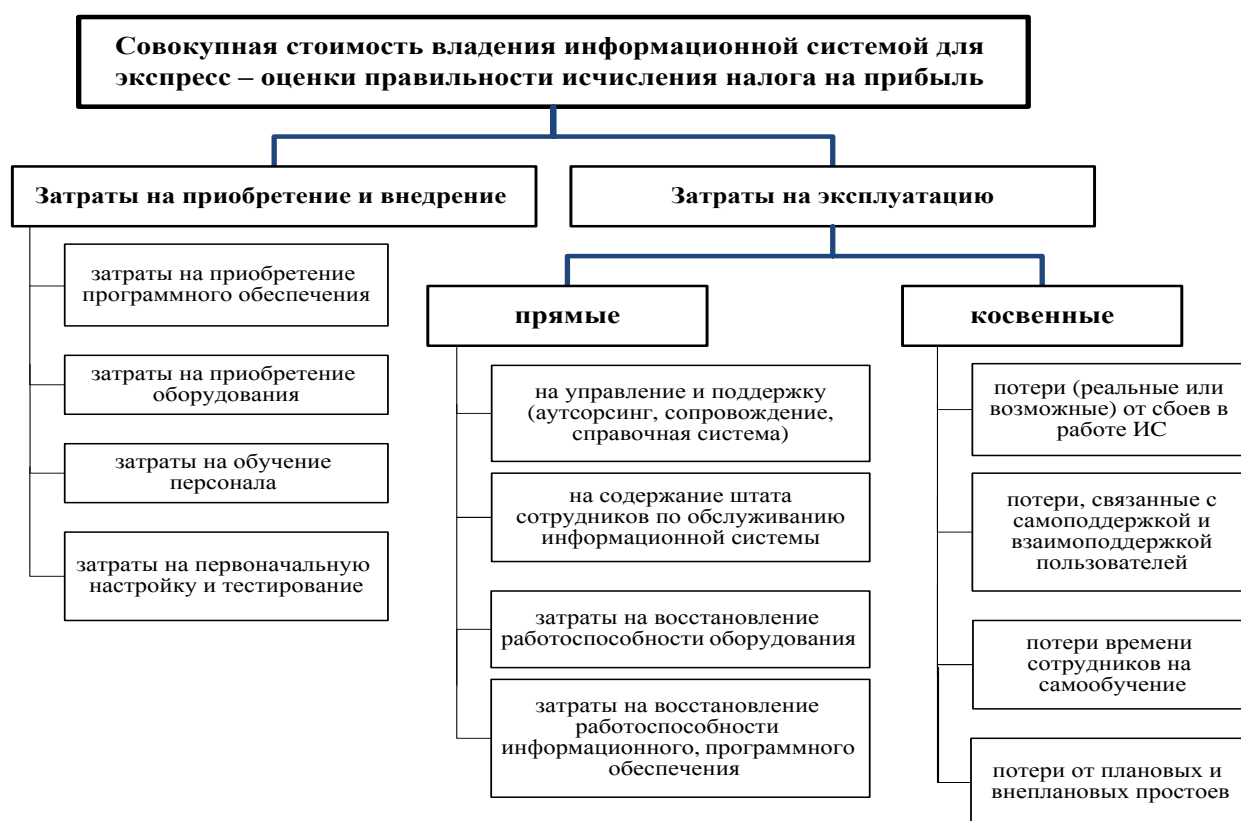 Совокупная стоимость владения информационной системой для
экспресс – оценки правильности исчисления налога на прибыль
Затраты на приобретение и внедрение
Затраты на эксплуатацию
затраты на приобретение
программного обеспечения
затраты на приобретение
оборудования
затраты на обучение
персонала
затраты на первоначальную
настройку и тестирование
прямые
на управление и поддержку
(аутсорсинг, сопровождение,
справочная система)
на содержание штата
сотрудников по обслуживанию
информационной системы
затраты на восстановление
работоспособности оборудования
затраты на восстановление
работоспособности
информационного, программного
обеспечения
косвенные
потери (реальные или
возможные) от сбоев в
работе ИС
потери, связанные с
самоподдержкой и
взаимоподдержкой
пользователей
потери времени
сотрудников на
самообучение
потери от плановых и
внеплановых простоев